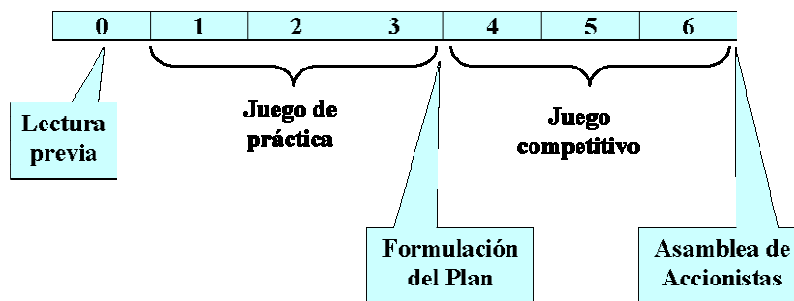 0 1 2 3 4 5 6
Lectura
previa
Juego de
práctica
Juego
competitivo
Formulación
del Plan
Asamblea de
Accionistas